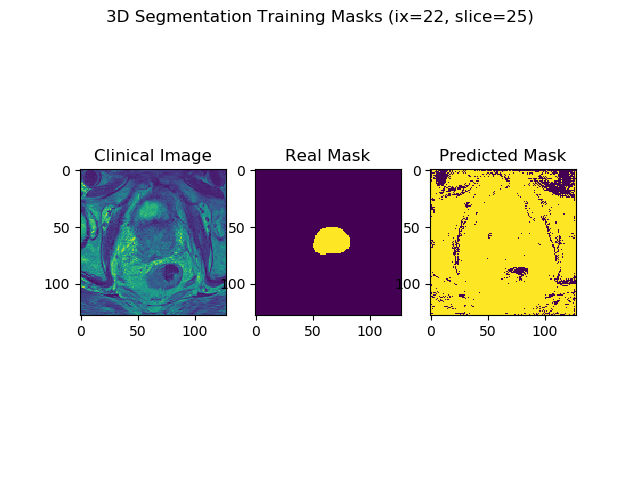 3D Segmentation Training Masks (ix=22, slice=25)
Clinical Image Real Mask Predicted Mask
0 0 0
50 50 50
100 100 100
0 50 100 0 50 100 0 50 100